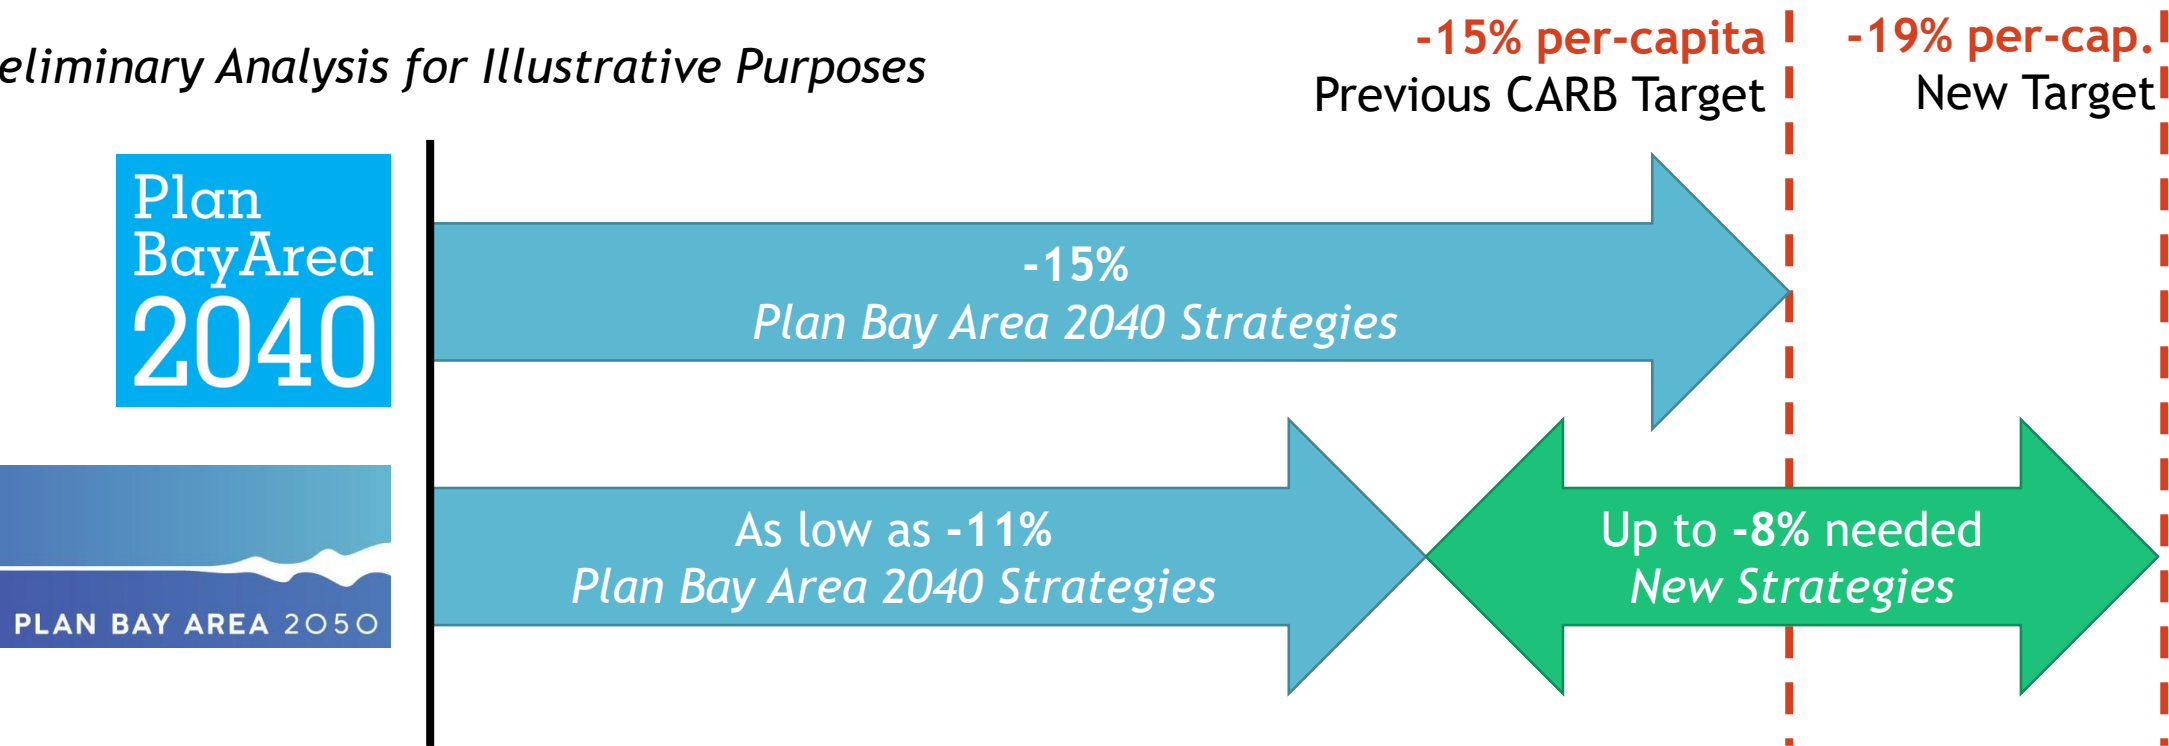 eliminary Analysis for Illustrative Purposes
-15% per-capita
Previous CARB Target
-19% per-cap.
New Target
Plan
BayArea
2040
-15%
Plan Bay Area 2040 Strategies
PLAN BAY AREA 2050
As low as -11%
Plan Bay Area 2040 Strategies
Up to -8% needed
New Strategies